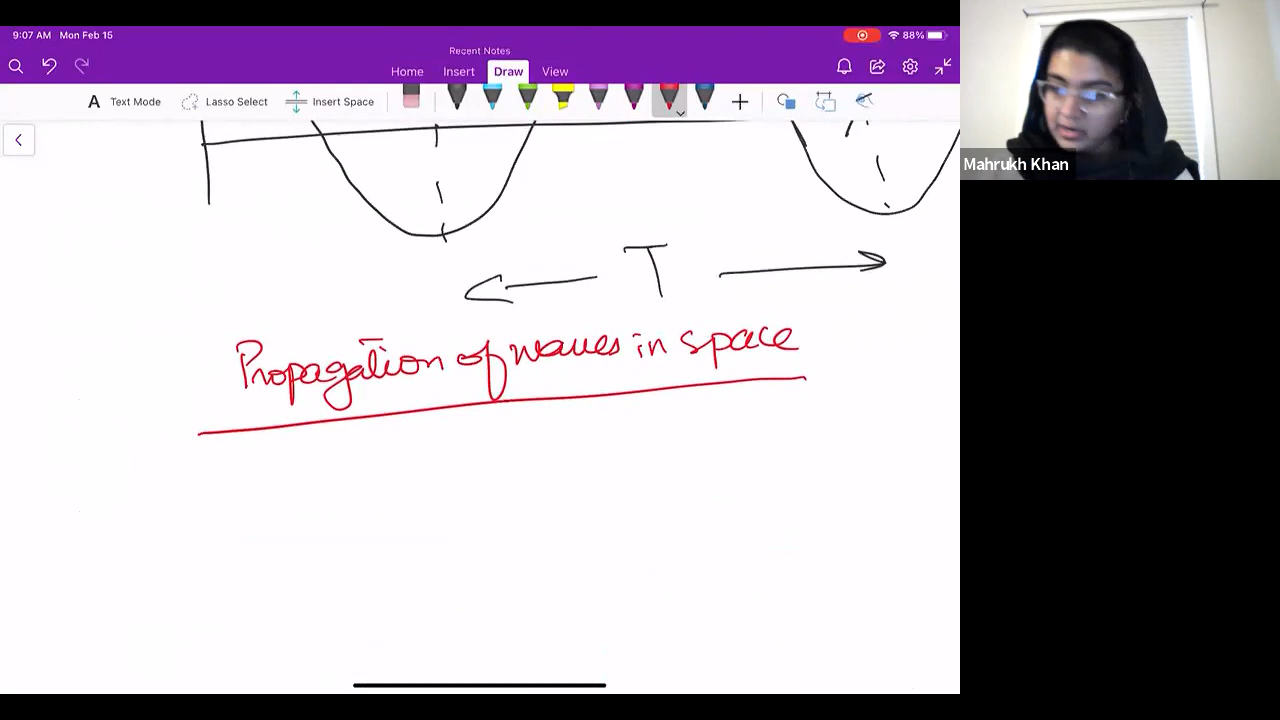 9:07 AM Mon Feb 15
88%
Recent Notes
Home Insert Draw View
Text Mode Lasso Select Insert Space
Mahrukh Khan
T
Propagation of waves in space